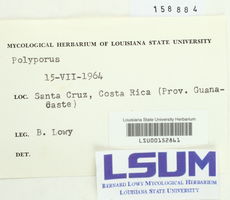 158884
MYCOLOGICAL HERBARIUM OF LOUISIANA STATE UNIVERSITY
Polyporus
15-VII-1964
LOC. Santa Cruz, Costa Rica (Prov. Guana-
caste)
LEG. B. Lowy
DET.
Louisiana State University Herbarium
LSU00152861
LSUM
BERNARD LOWY MYCOLOGICAL HERBARIUM
LOUISIANA STATE UNIVERSITY